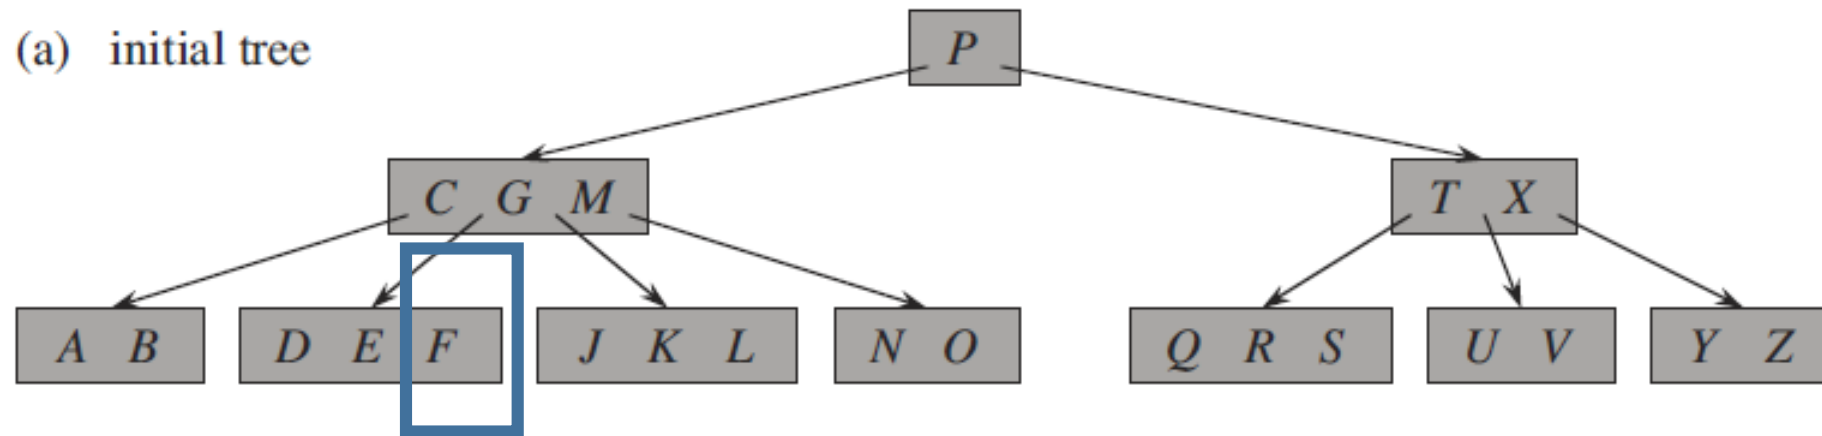 (a) initial tree
P
C G M
T X
A B
D E F
J K L
N O
Q R S
U V
Y Z